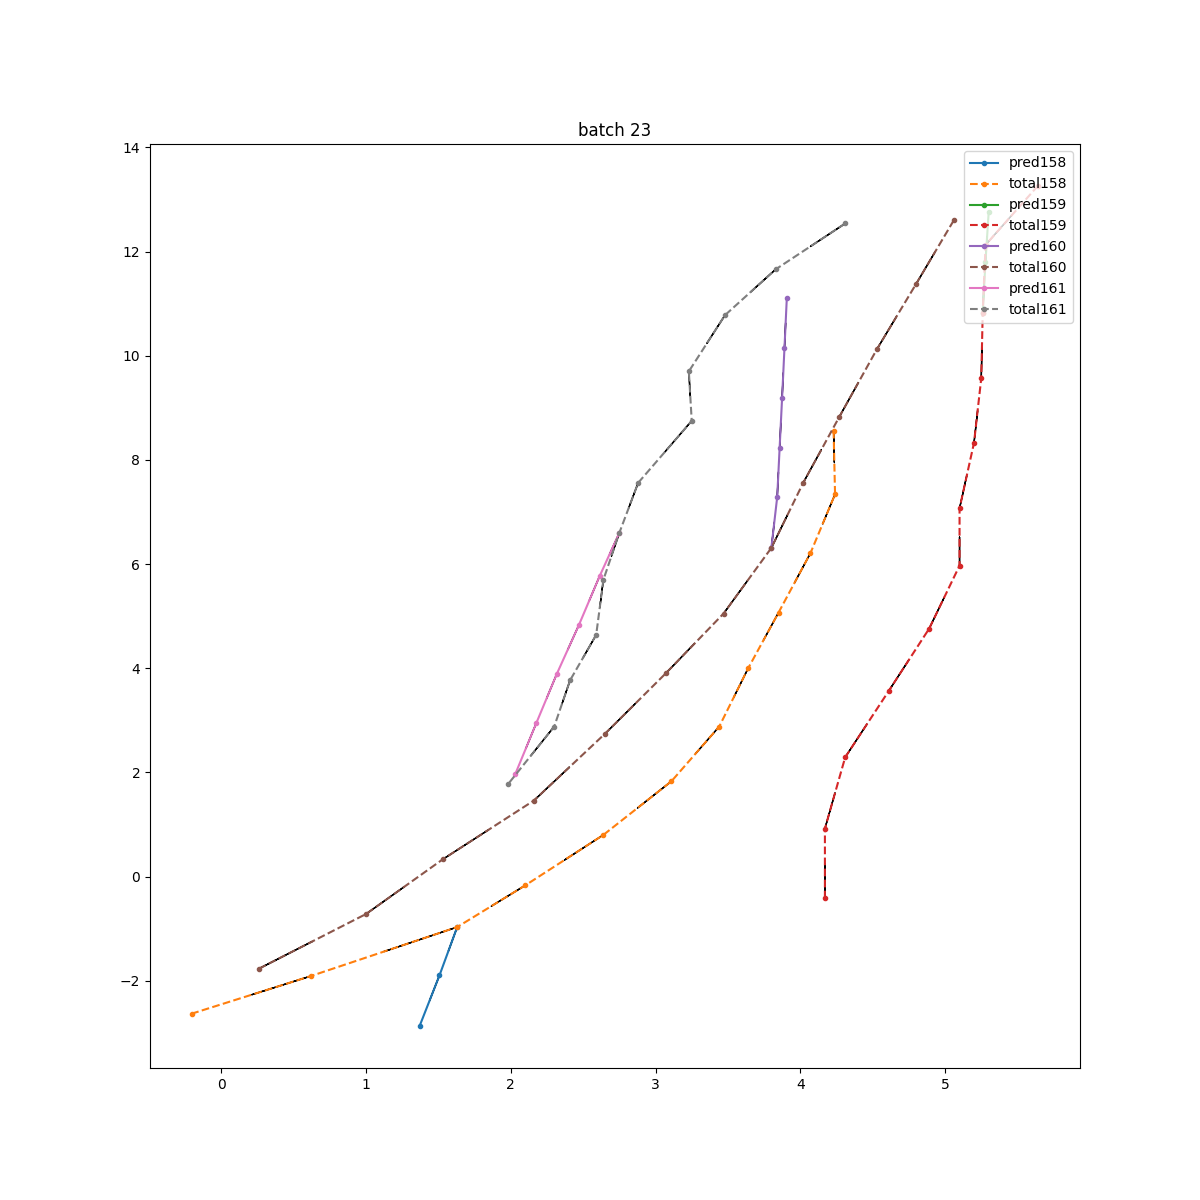 batch 23
14
12
10
8
6
4
2
0
−2
0 1 2 3 4 5
pred158
total158
pred159
total159
pred160
total160
pred161
total161